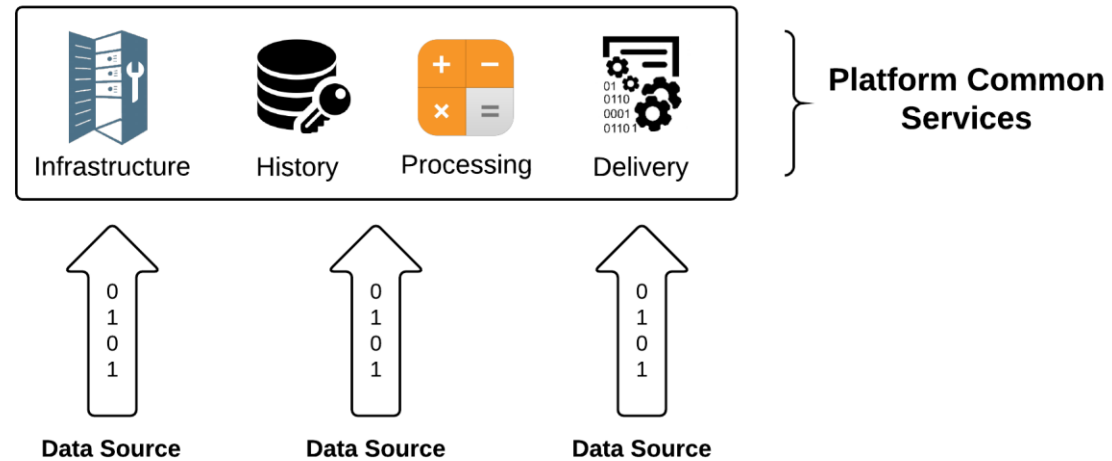 Platform Common
Services
+ −
× =
01
0110
0001
01101
Infrastructure
History
Processing
Delivery
0
1
0
1
0
1
0
1
0
1
0
1
Data Source
Data Source
Data Source